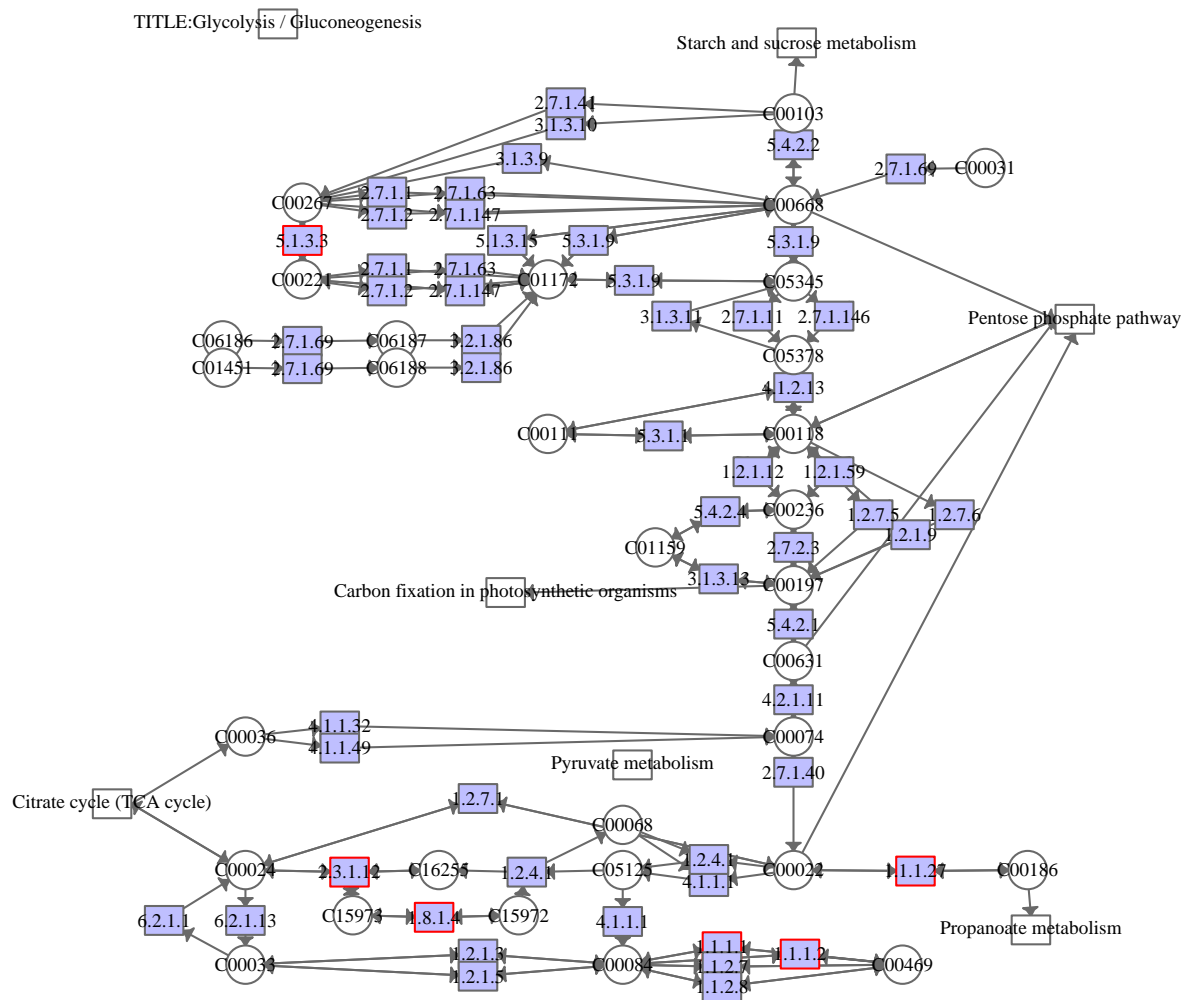 TITLE:Glycolysis / Gluconeogenesis
Starch and sucrose metabolism
2.7.1.41
C00103
3.1.3.10
5.4.2.2
3.1.3.9
2.7.1.69
C00031
C00267
2.7.1.1
2.7.1.63
C00668
2.7.1.2
2.7.1.147
5.1.3.3
5.1.3.15
5.3.1.9
5.3.1.9
C00221
2.7.1.1
2.7.1.63
C01172
5.3.1.9
C05345
2.7.1.2
2.7.1.147
3.1.3.11
2.7.1.11
2.7.1.146
Pentose phosphate pathway
C06186
2.7.1.69
C06187
3.2.1.86
C05378
C01451
2.7.1.69
C06188
3.2.1.86
4.1.2.13
C00111
5.3.1.1
C00118
1.2.1.12
1.2.1.59
5.4.2.4
C00236
1.2.7.5
1.2.7.6
1.2.1.9
C01159
2.7.2.3
3.1.3.13
C00197
Carbon fixation in photosynthetic organisms
5.4.2.1
C00631
4.2.1.11
4.1.1.32
C00036
C00074
4.1.1.49
Pyruvate metabolism
2.7.1.40
Citrate cycle (TCA cycle)
1.2.7.1
C00068
C00024
2.3.1.12
C16255
1.2.4.1
C05125
1.2.4.1
C00022
1.1.1.27
C00186
4.1.1.1
6.2.1.1
6.2.1.13
C15973
1.8.1.4
C15972
4.1.1.1
Propanoate metabolism
1.2.1.3
1.1.1.1
1.1.1.2
C00033
C00084
1.1.2.7
C00469
1.2.1.5
1.1.2.8